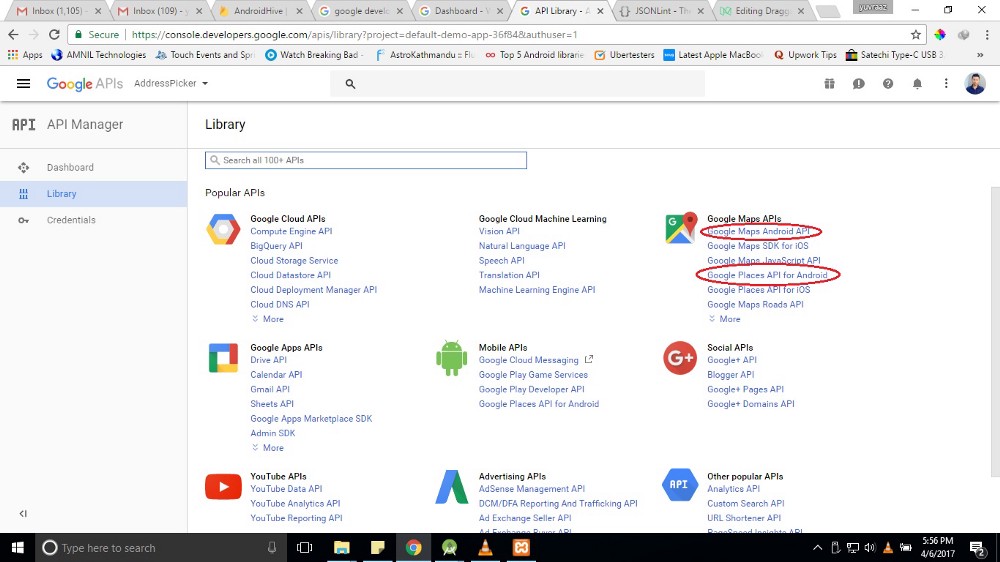 Inbox (1,105)
Inbox (109) - y
AndroidHive |
google develo
Dashboard - Y
API Library - A
JSONLint - The
Editing Dragg
yuvraaz
Secure
https://console.developers.google.com/apis/library?project=default-demo-app-36f84&authuser=1
Apps
AMNIL Technologies
Touch Events and Spri
Watch Breaking Bad -
AstroKathmandu :: Flu
Top 5 Android librarie
Ubertesters
Latest Apple MacBook
Upwork Tips
Satechi Type-C USB 3
Google APIs
AddressPicker
API
API Manager
Library
Dashboard
Library
Credentials
Search all 100+ APIs
Popular APIs
Google Cloud APIs
Compute Engine API
BigQuery API
Cloud Storage Service
Cloud Datastore API
Cloud Deployment Manager API
Cloud DNS API
More
Google Cloud Machine Learning
Vision API
Natural Language API
Speech API
Translation API
Machine Learning Engine API
Google Maps APIs
Google Maps Android API
Google Maps SDK for iOS
Google Maps JavaScript API
Google Places API for Android
Google Places API for iOS
Google Maps Roads API
More
Google Apps APIs
Drive API
Calendar API
Gmail API
Sheets API
Google Apps Marketplace SDK
Admin SDK
More
Mobile APIs
Google Cloud Messaging
Google Play Game Services
Google Play Developer API
Google Places API for Android
G+
Social APIs
Google+ API
Blogger API
Google+ Pages API
Google+ Domains API
YouTube APIs
YouTube Data API
YouTube Analytics API
YouTube Reporting API
Advertising APIs
AdSense Management API
DCM/DFA Reporting And Trafficking API
Ad Exchange Seller API
Ad Exchange Buyer API
API
Other popular APIs
Analytics API
Custom Search API
URL Shortener API
PageSpeed Insights API
Type here to search
5:56 PM
4/6/2017
2